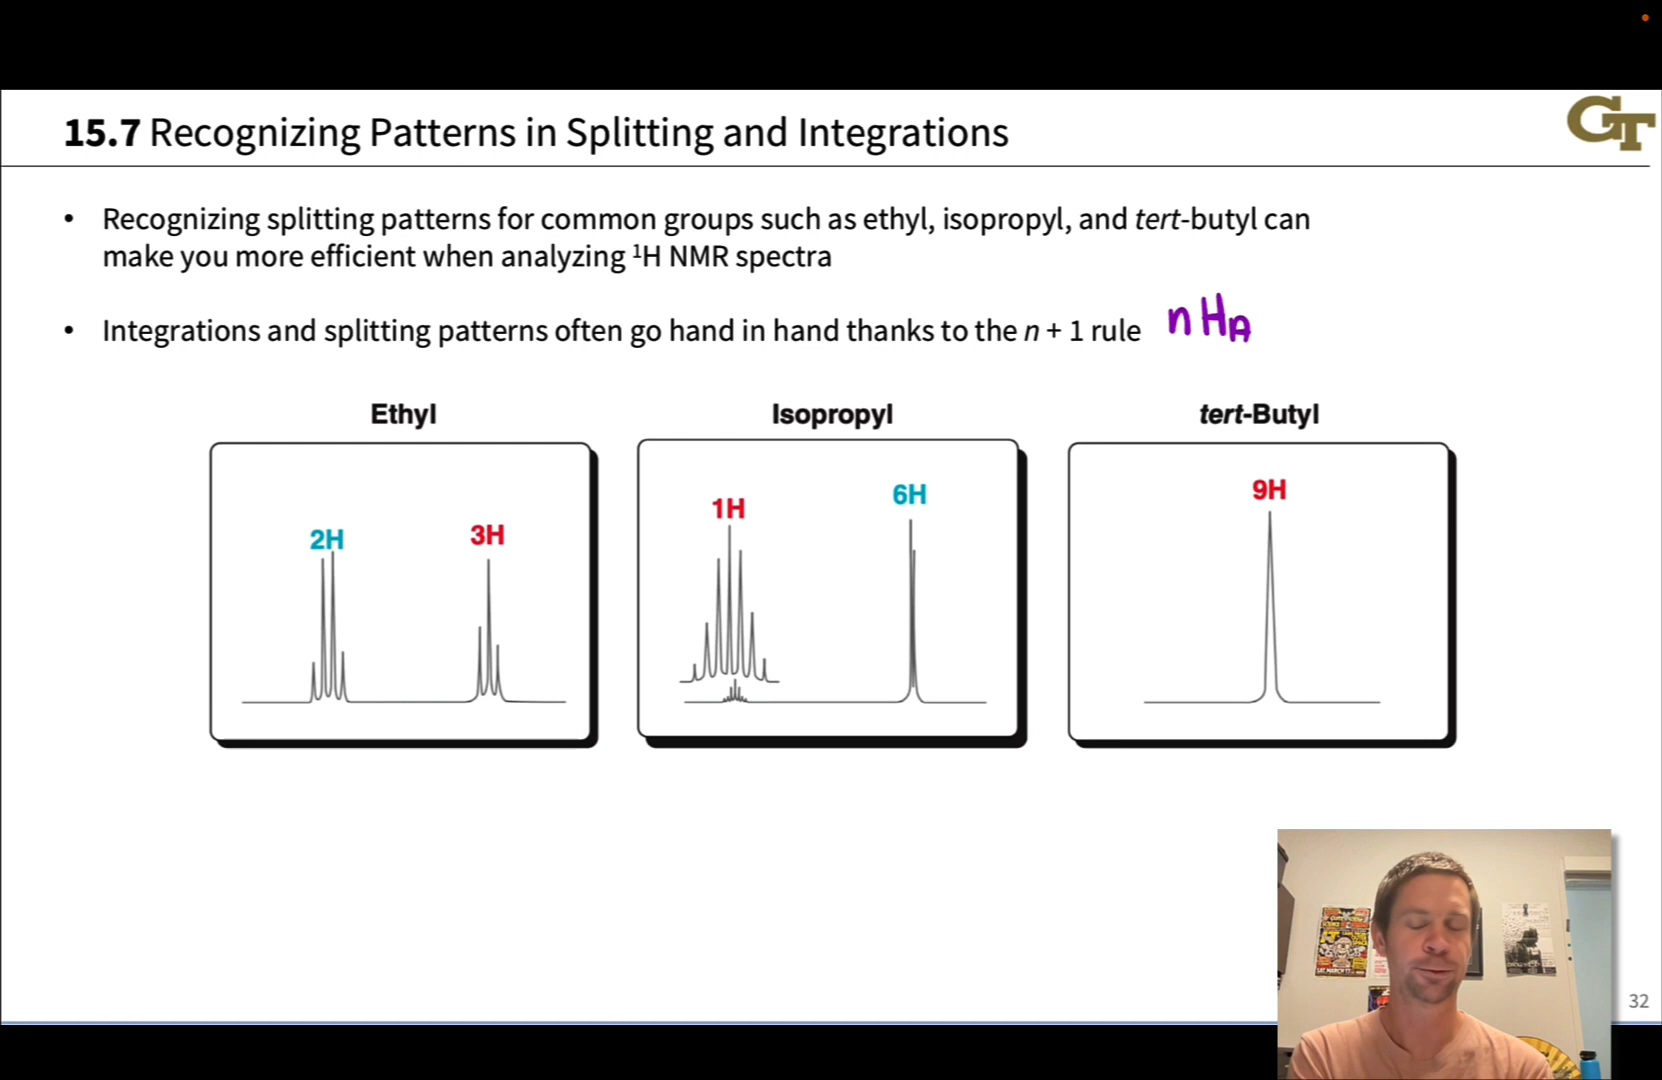 15.7 Recognizing Patterns in Splitting and Integrations
GT
• Recognizing splitting patterns for common groups such as ethyl, isopropyl, and tert-butyl can
make you more efficient when analyzing ¹H NMR spectra
• Integrations and splitting patterns often go hand in hand thanks to the n + 1 rule
n HA
Ethyl
Isopropyl
tert-Butyl
2H
3H
1H
6H
9H
32